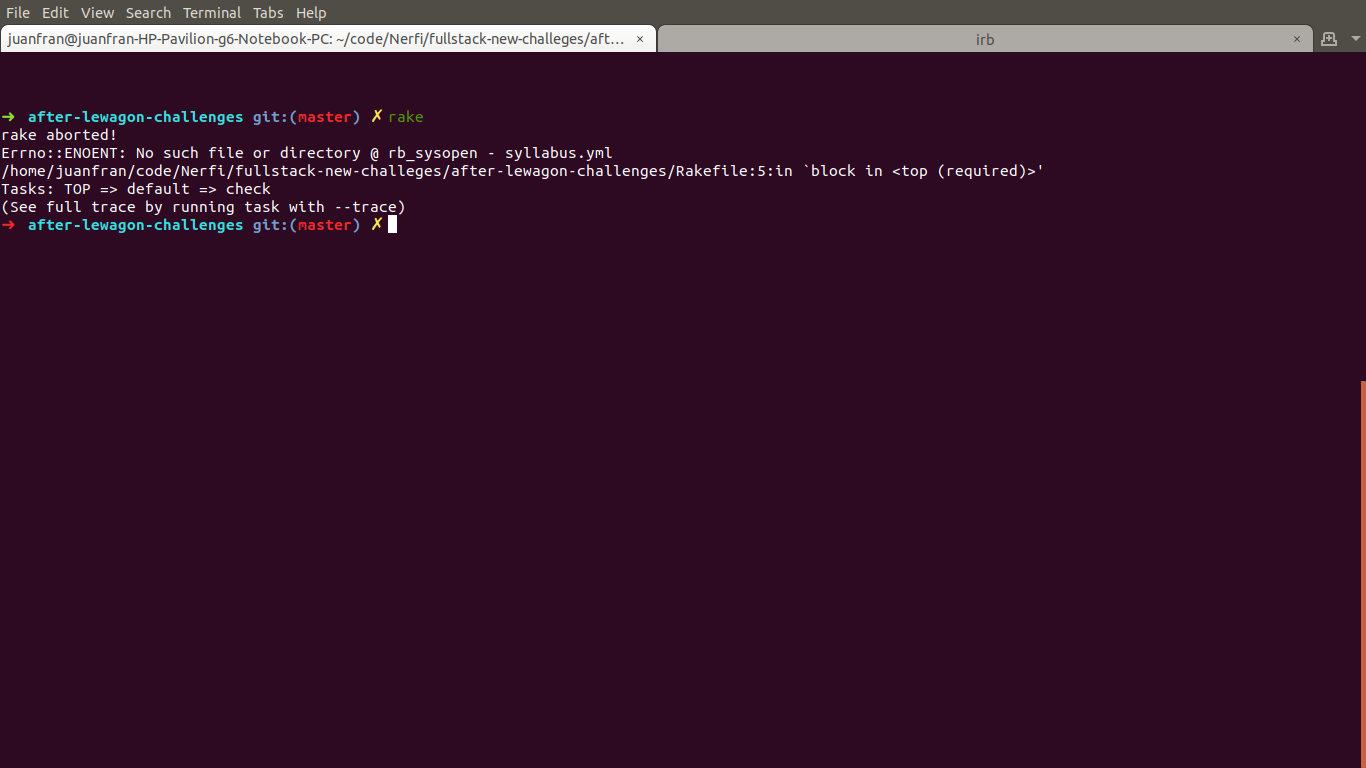 File Edit View Search Terminal Tabs Help
juanfran@juanfran-HP-Pavilion-g6-Notebook-PC: ~/code/Nerfi/fullstack-new-challeges/aft… × irb ×
➜ after-lewagon-challenges git:(master) ✗ rake
rake aborted!
Errno::ENOENT: No such file or directory @ rb_sysopen - syllabus.yml
/home/juanfran/code/Nerfi/fullstack-new-challeges/after-lewagon-challenges/Rakefile:5:in `block in <top (required)>'
Tasks: TOP => default => check
(See full trace by running task with --trace)
➜ after-lewagon-challenges git:(master) ✗